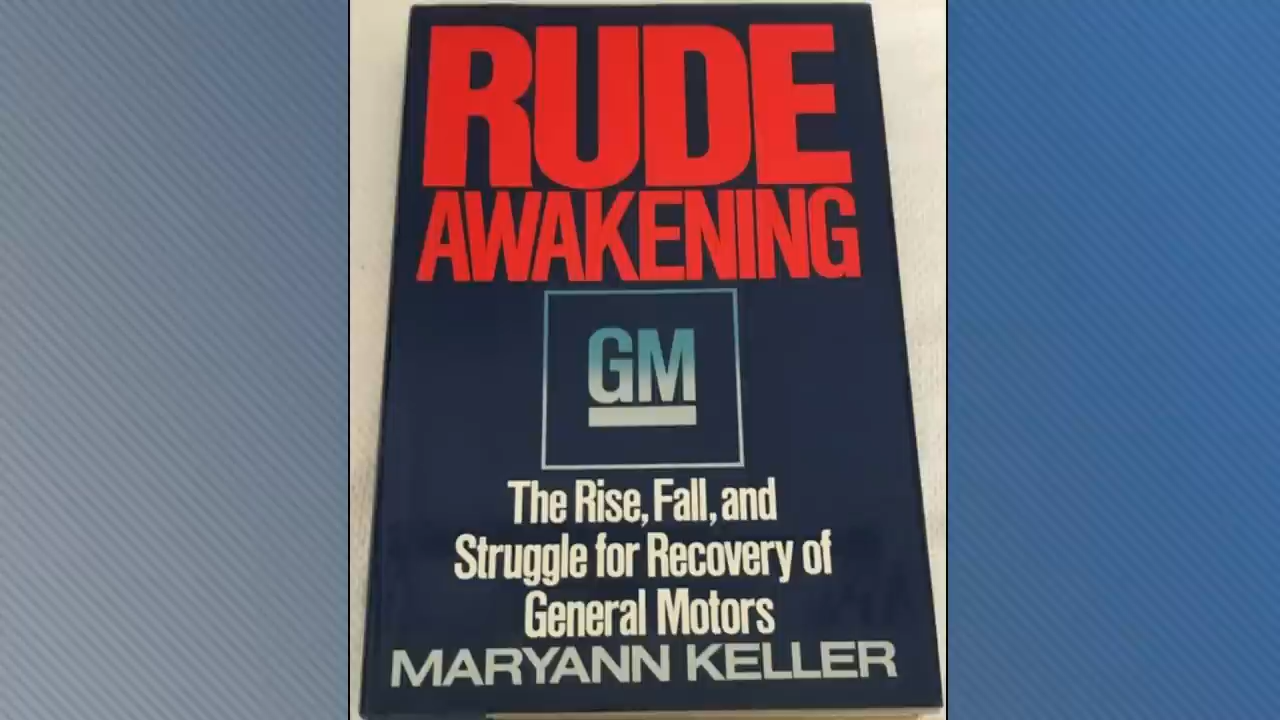 RUDE
AWAKENING
GM
The Rise, Fall, and
Struggle for Recovery of
General Motors
MARYANN KELLER